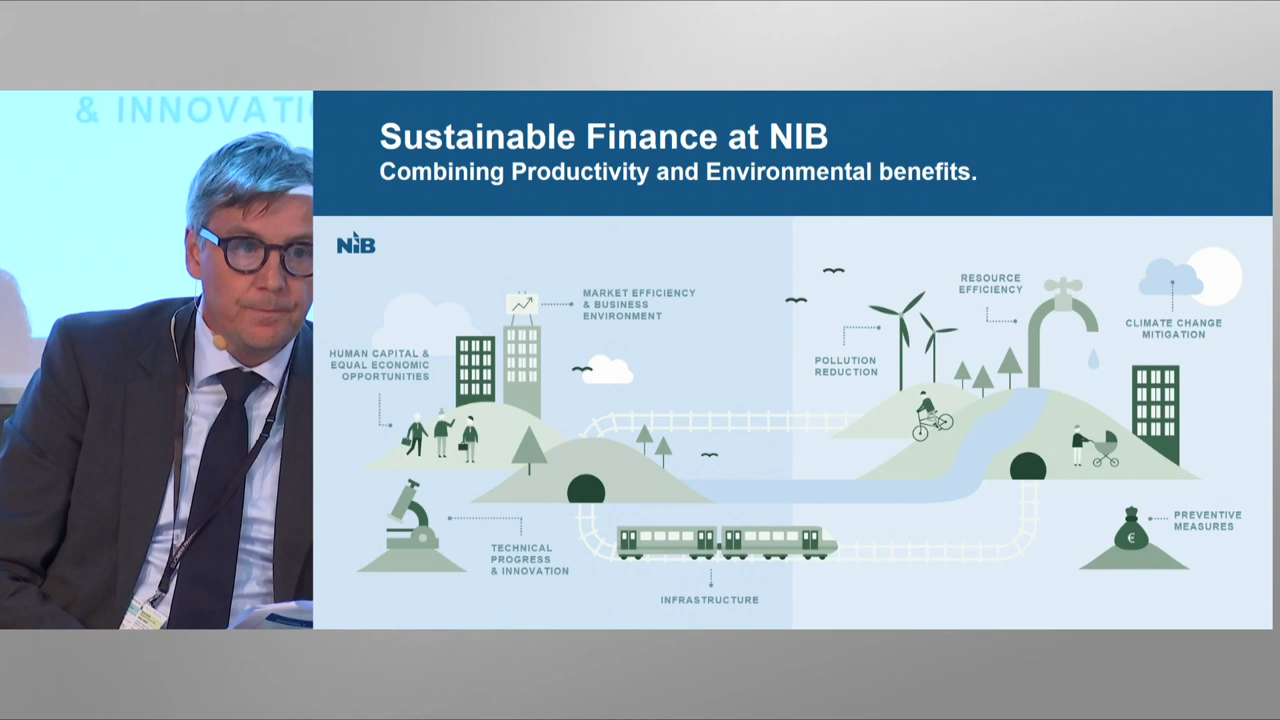 & INNOVATI
Sustainable Finance at NIB
Combining Productivity and Environmental benefits.
NIB
MARKET EFFICIENCY
& BUSINESS
ENVIRONMENT
HUMAN CAPITAL &
EQUAL ECONOMIC
OPPORTUNITIES
TECHNICAL
PROGRESS
& INNOVATION
INFRASTRUCTURE
POLLUTION
REDUCTION
RESOURCE
EFFICIENCY
CLIMATE CHANGE
MITIGATION
€
PREVENTIVE
MEASURES